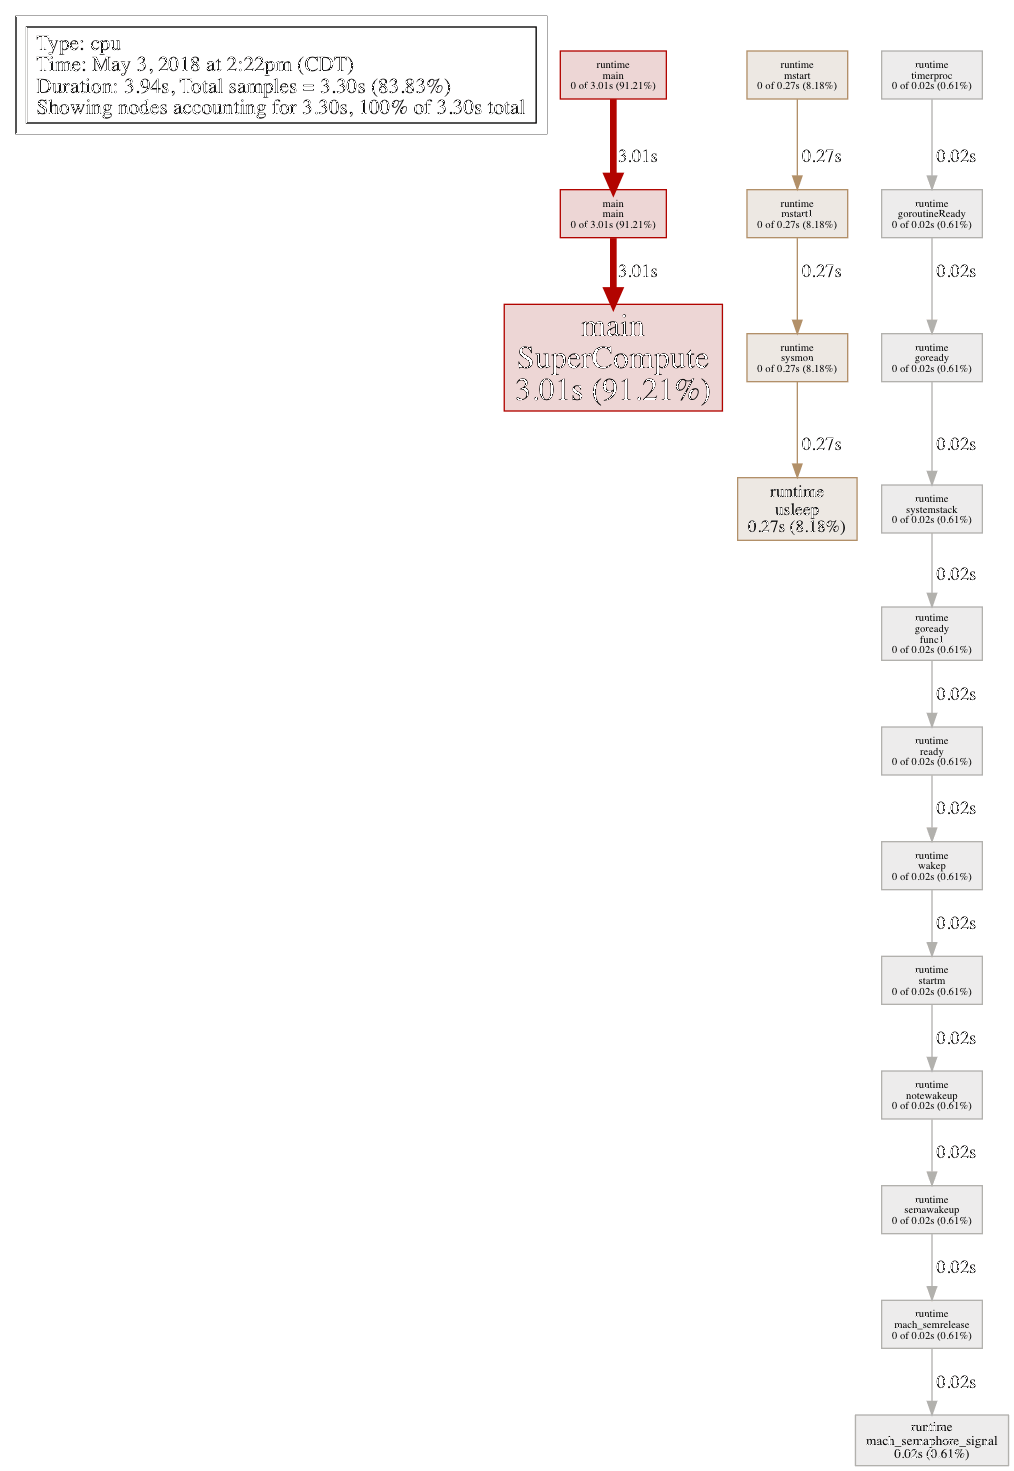 Type: cpu
Time: May 3, 2018 at 2:22pm (CDT)
Duration: 3.94s, Total samples = 3.30s (83.83%)
Showing nodes accounting for 3.30s, 100% of 3.30s total
runtime
main
0 of 3.01s (91.21%)
3.01s
main
main
0 of 3.01s (91.21%)
3.01s
main
SuperCompute
3.01s (91.21%)
runtime
mstart
0 of 0.27s (8.18%)
0.27s
runtime
mstart1
0 of 0.27s (8.18%)
0.27s
runtime
sysmon
0 of 0.27s (8.18%)
0.27s
runtime
usleep
0.27s (8.18%)
runtime
timerproc
0 of 0.02s (0.61%)
0.02s
runtime
goroutineReady
0 of 0.02s (0.61%)
0.02s
runtime
goready
0 of 0.02s (0.61%)
0.02s
runtime
systemstack
0 of 0.02s (0.61%)
0.02s
runtime
goready
func1
0 of 0.02s (0.61%)
0.02s
runtime
ready
0 of 0.02s (0.61%)
0.02s
runtime
wakep
0 of 0.02s (0.61%)
0.02s
runtime
startm
0 of 0.02s (0.61%)
0.02s
runtime
notewakeup
0 of 0.02s (0.61%)
0.02s
runtime
semawakeup
0 of 0.02s (0.61%)
0.02s
runtime
mach_semrelease
0 of 0.02s (0.61%)
0.02s
runtime
mach_semaphore_signal
0.02s (0.61%)